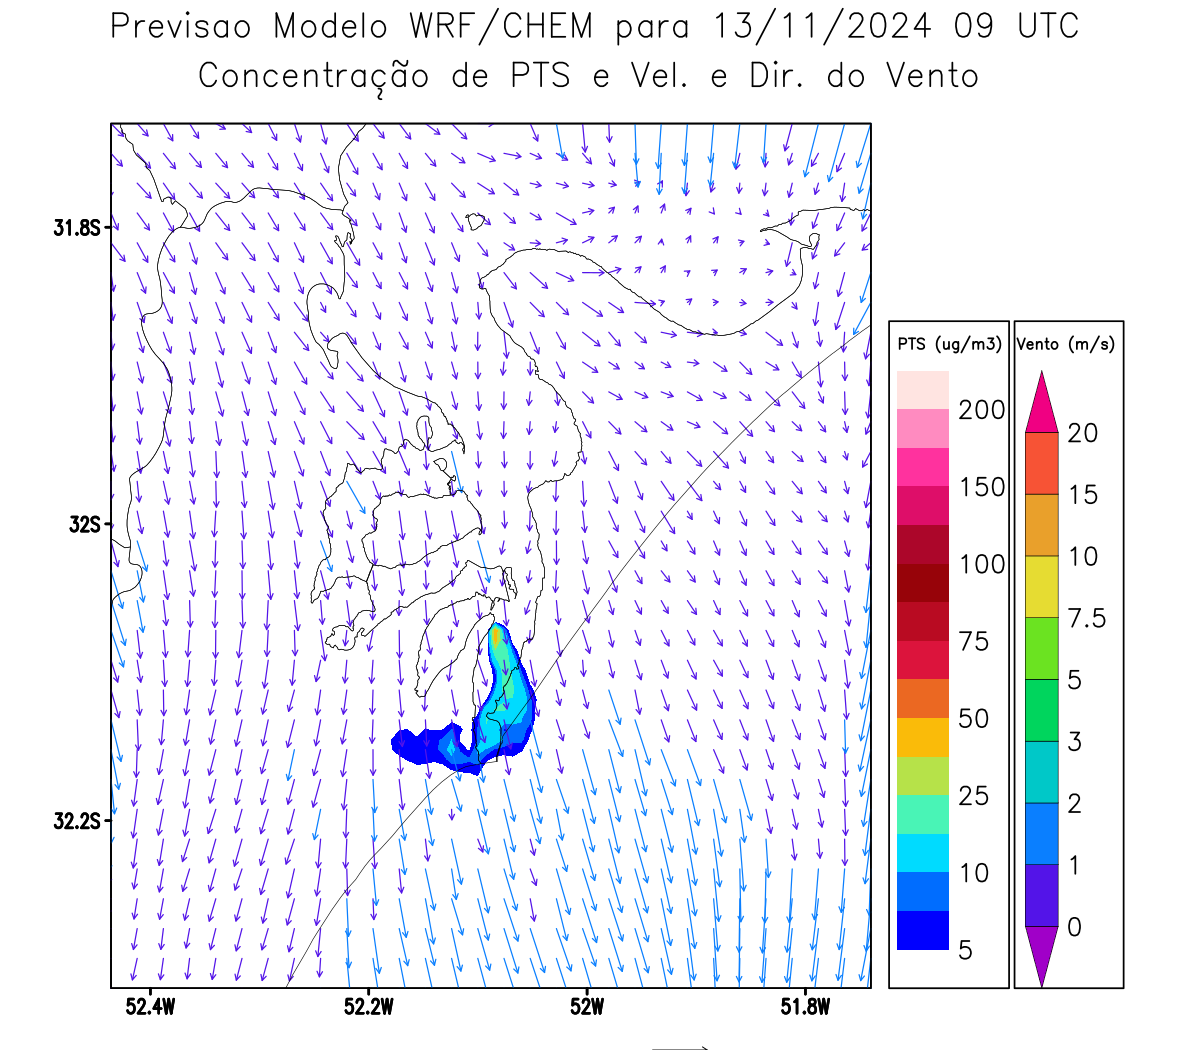 Previsao Modelo WRF/CHEM para 13/11/2024 09 UTC
Concentração de PTS e Vel. e Dir. do Vento
31.8S
32S
32.2S
52.4W
52.2W
52W
51.8W
PTS (ug/m3)
200
150
100
75
50
25
10
5
Vento (m/s)
20
15
10
7.5
5
3
2
1
0